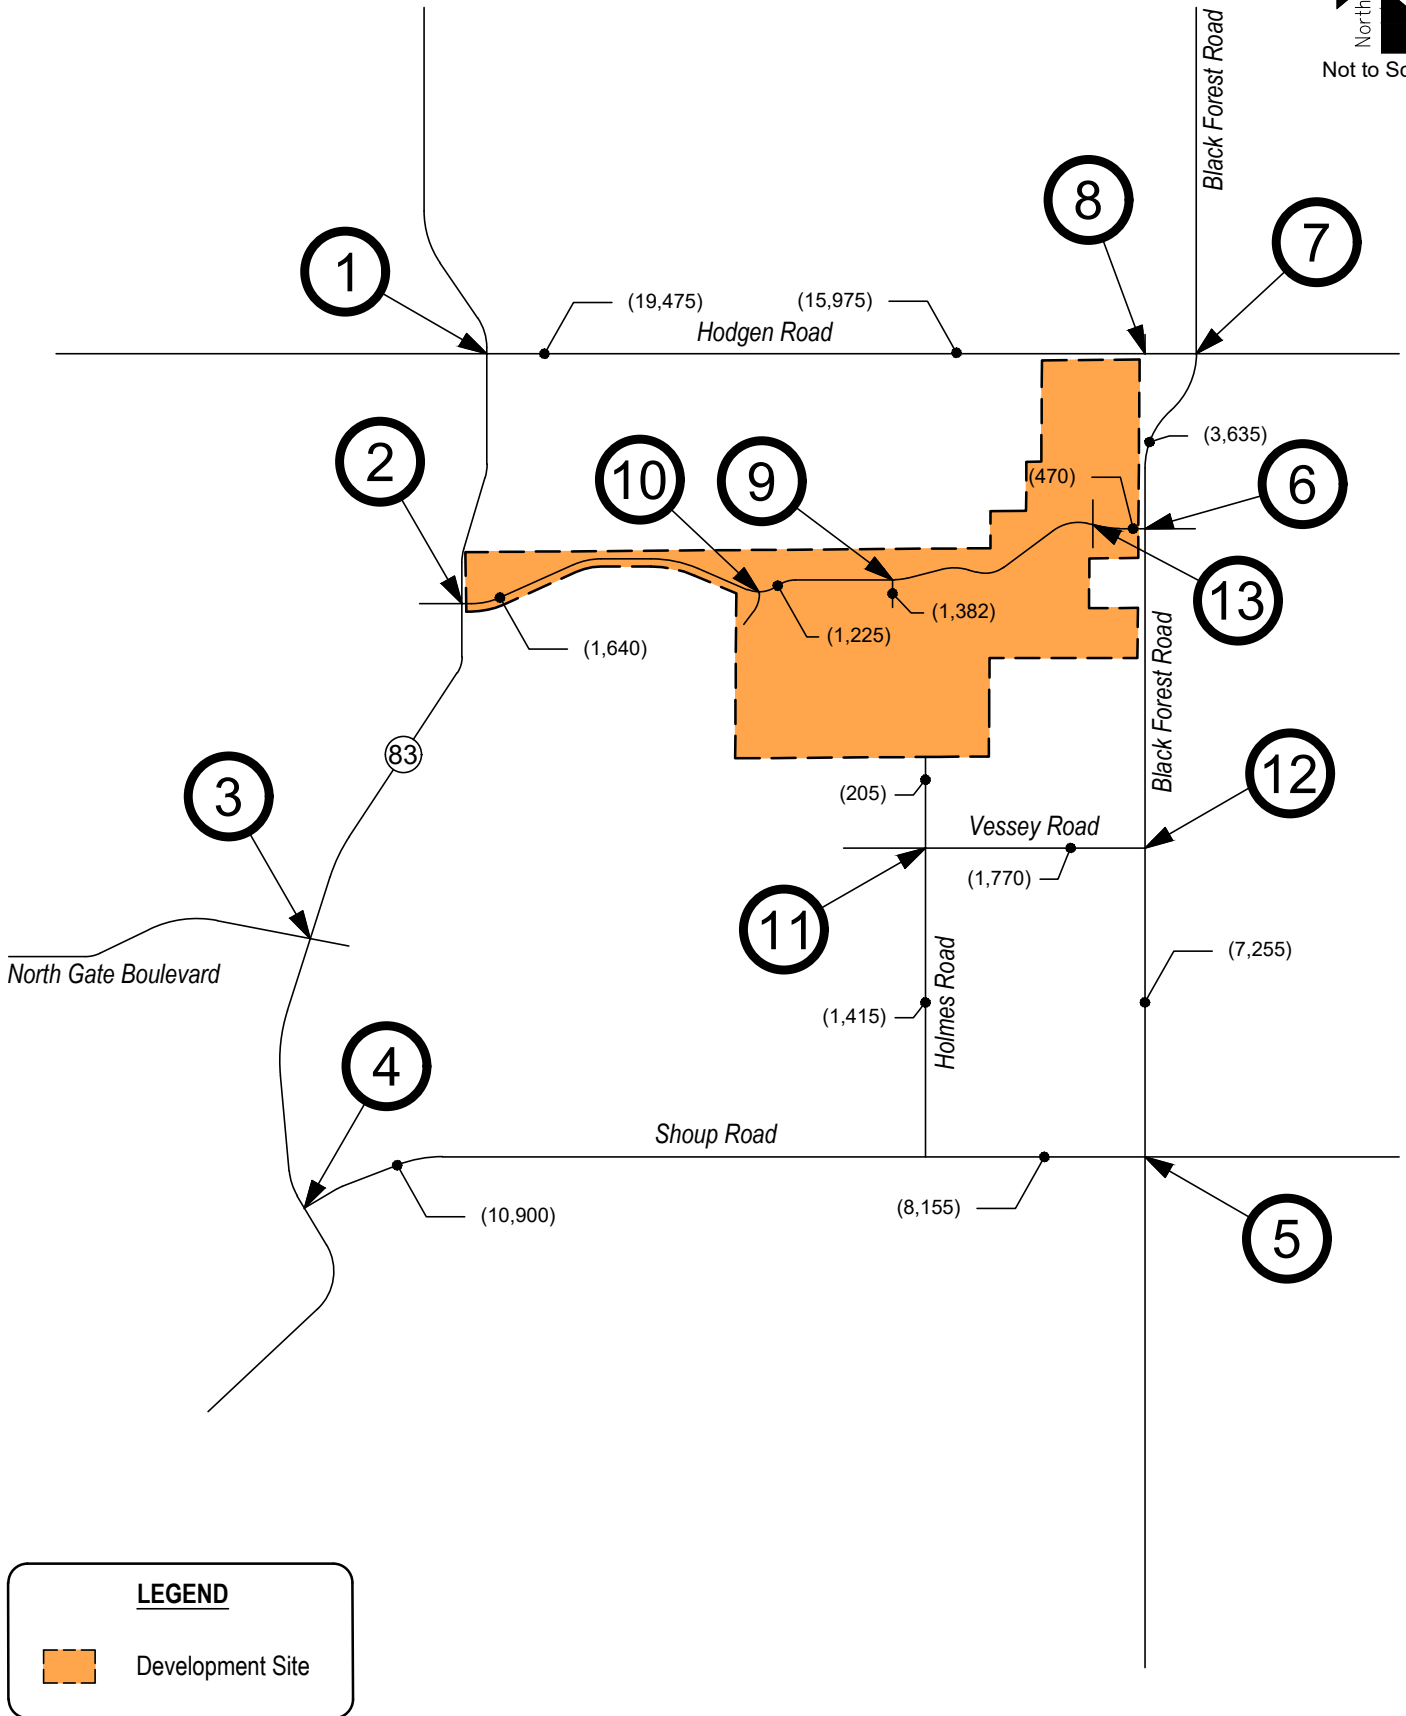 North
Not to Sc
Black Forest Road
8
7
1
(19,475)
(15,975)
Hodgen Road
2
10
9
(3,635)
(470)
6
13
(1,382)
(1,225)
(1,640)
83
Black Forest Road
3
(205)
Vessey Road
12
(1,770)
11
North Gate Boulevard
(7,255)
Holmes Road
(1,415)
4
Shoup Road
(10,900)
(8,155)
5
LEGEND
Development Site